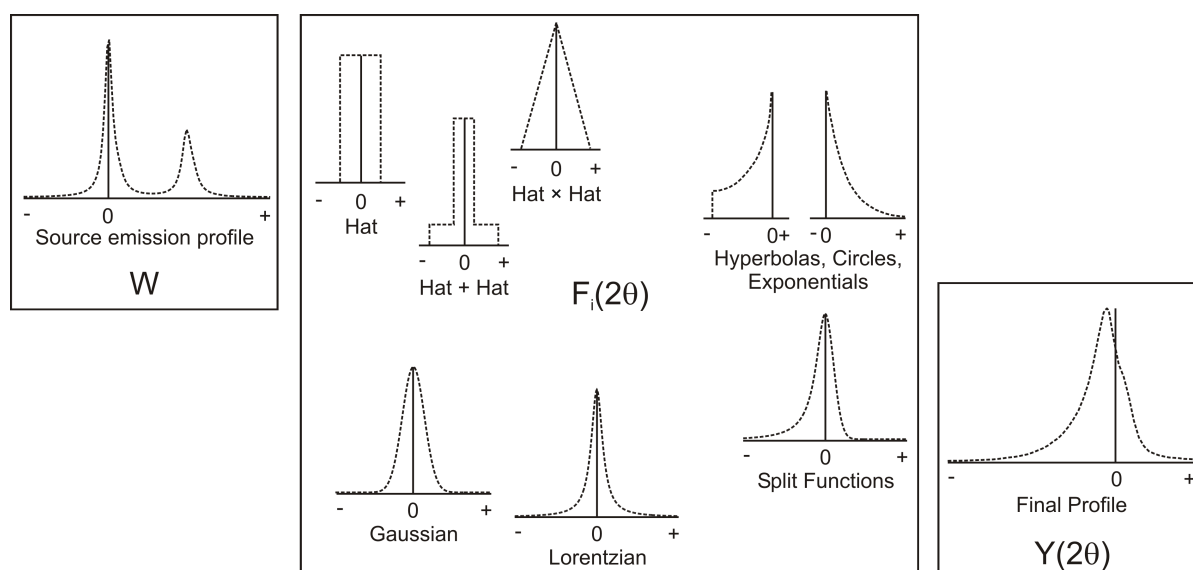 - 0 +
Source emission profile
W
- 0 +
Hat
- 0 +
Hat + Hat
- 0 +
Hat × Hat
- 0+ -0 +
Hyperbolas, Circles,
Exponentials
Fᵢ(2θ)
- 0 +
Gaussian
- 0 +
Lorentzian
- 0 +
Split Functions
- 0 +
Final Profile
Y(2θ)